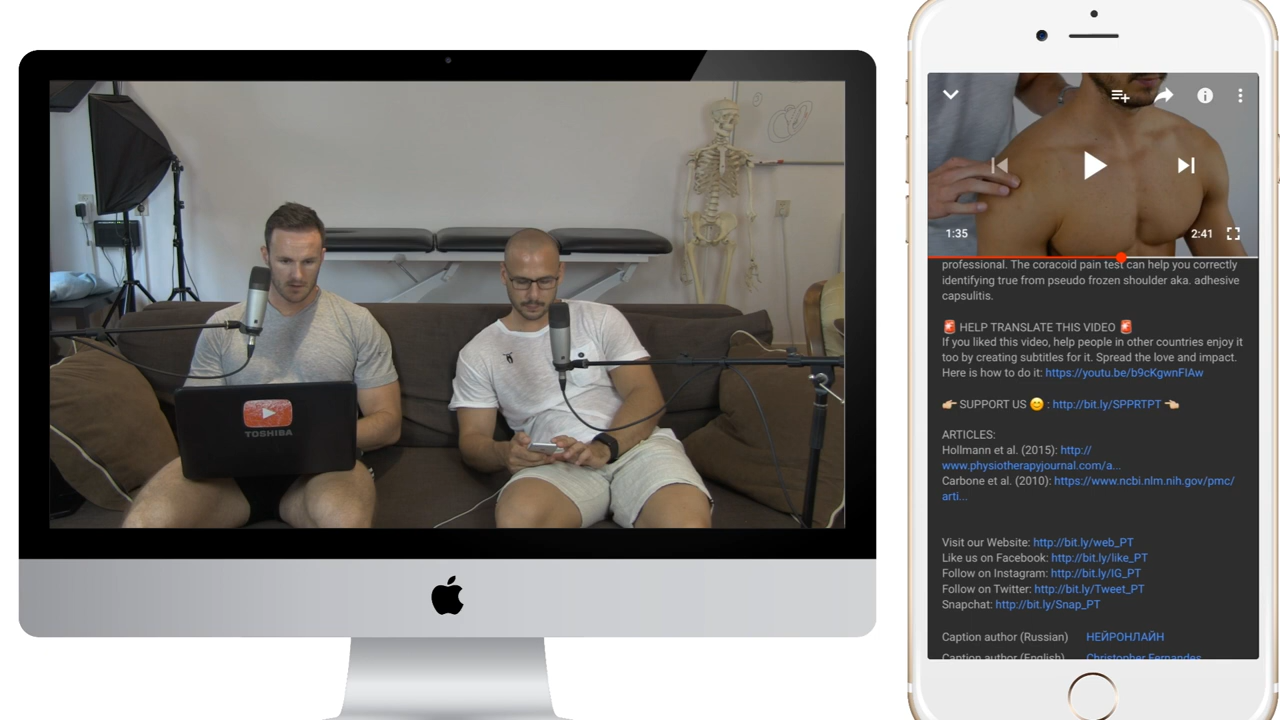 TOSHIBA
1:35
2:41
professional. The coracoid pain test can help you correctly
identifying true from pseudo frozen shoulder aka. adhesive
capsulitis.
🚨 HELP TRANSLATE THIS VIDEO 🚨
If you liked this video, help people in other countries enjoy it
too by creating subtitles for it. Spread the love and impact.
Here is how to do it: https://youtu.be/b9cKgwnFIAw
👉 SUPPORT US 😊 : http://bit.ly/SPPRTPT 👈
ARTICLES:
Hollmann et al. (2015): http://
www.physiotherapyjournal.com/a...
Carbone et al. (2010): https://www.ncbi.nlm.nih.gov/pmc/
arti...
Visit our Website: http://bit.ly/web_PT
Like us on Facebook: http://bit.ly/like_PT
Follow on Instagram: http://bit.ly/IG_PT
Follow on Twitter: http://bit.ly/Tweet_PT
Snapchat: http://bit.ly/Snap_PT
Caption author (Russian) НЕЙРОНЛАЙН
Caption author (English) Christopher Fernandes